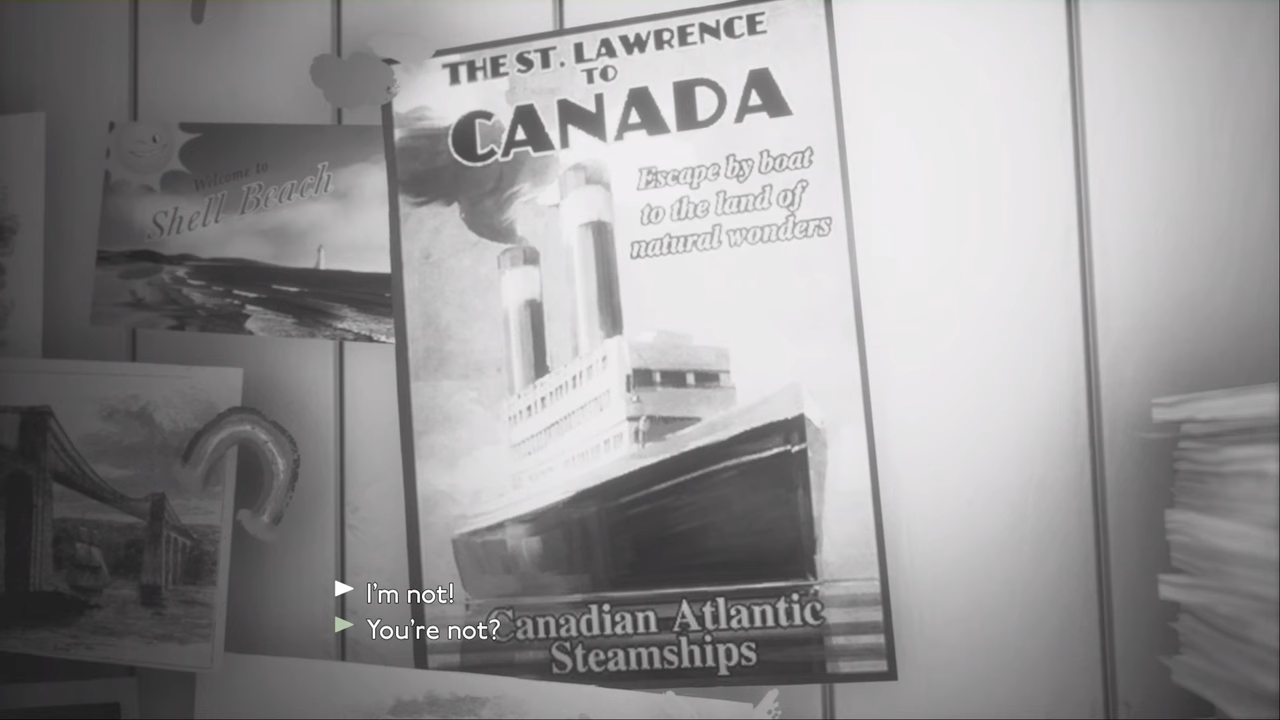 THE ST. LAWRENCE
TO
CANADA
Escape by boat
to the land of
natural wonders
Welcome to
Shell Beach
I'm not!
You're not?
Canadian Atlantic
Steamships